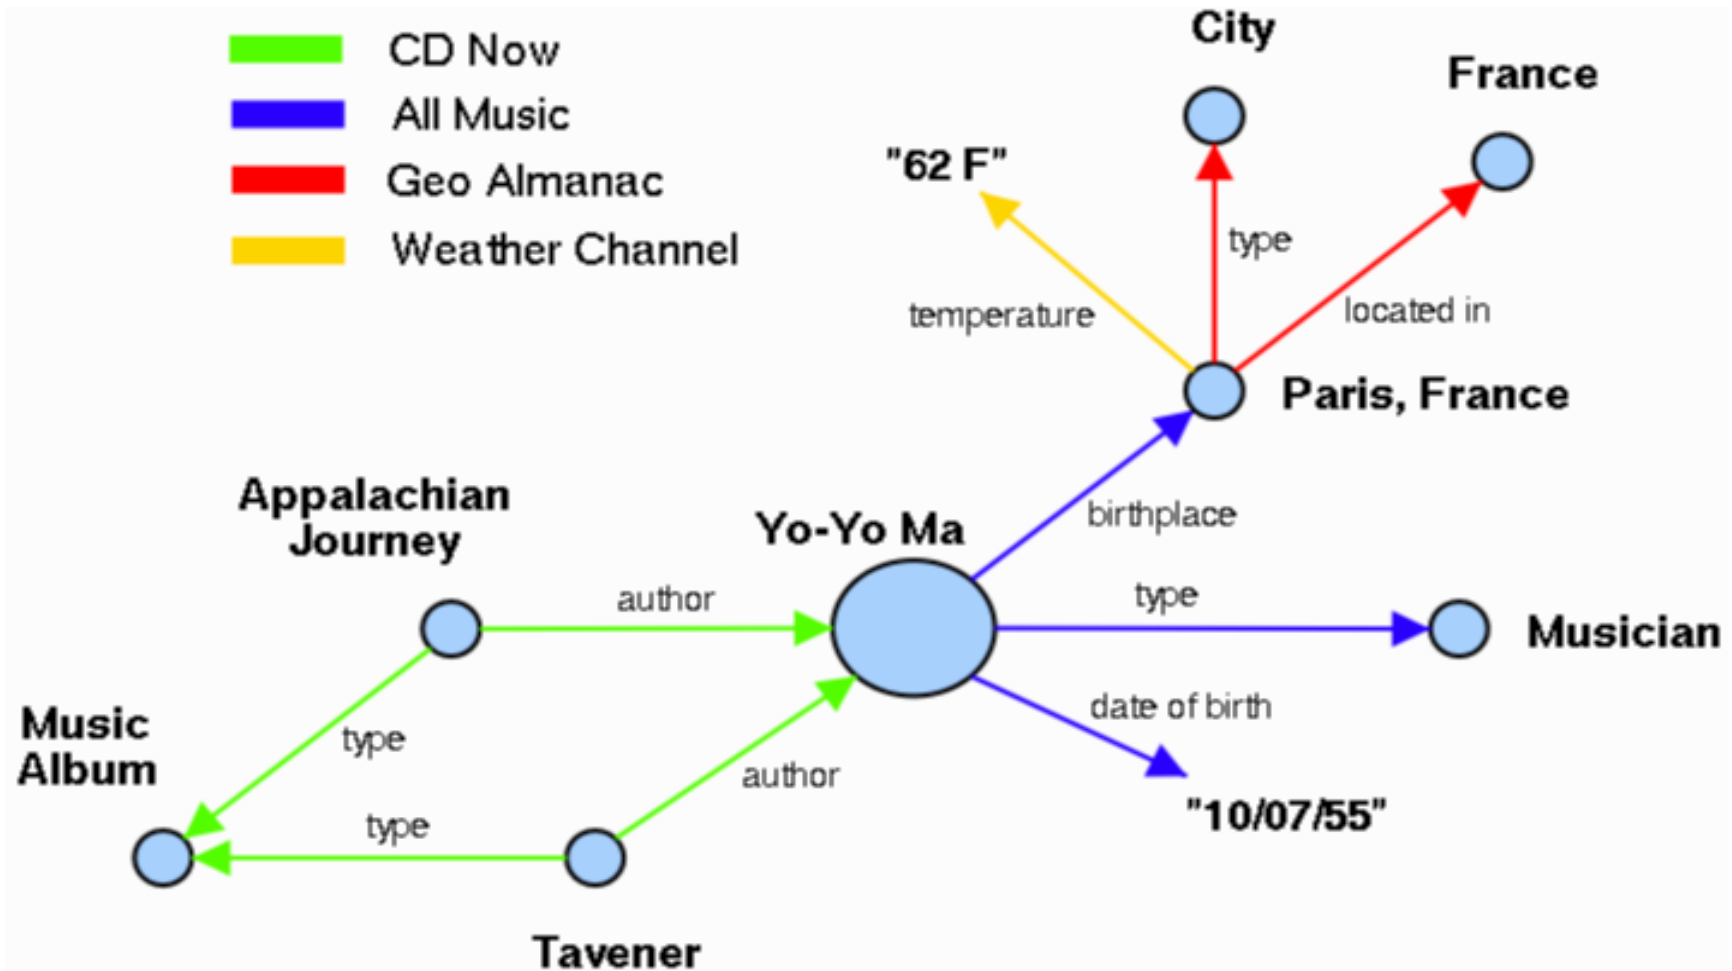 CD Now
All Music
Geo Almanac
Weather Channel
City
France
"62 F"
type
temperature
located in
Paris, France
birthplace
Appalachian
Journey
Yo-Yo Ma
author
type
Musician
date of birth
"10/07/55"
Music
Album
type
author
type
Tavener